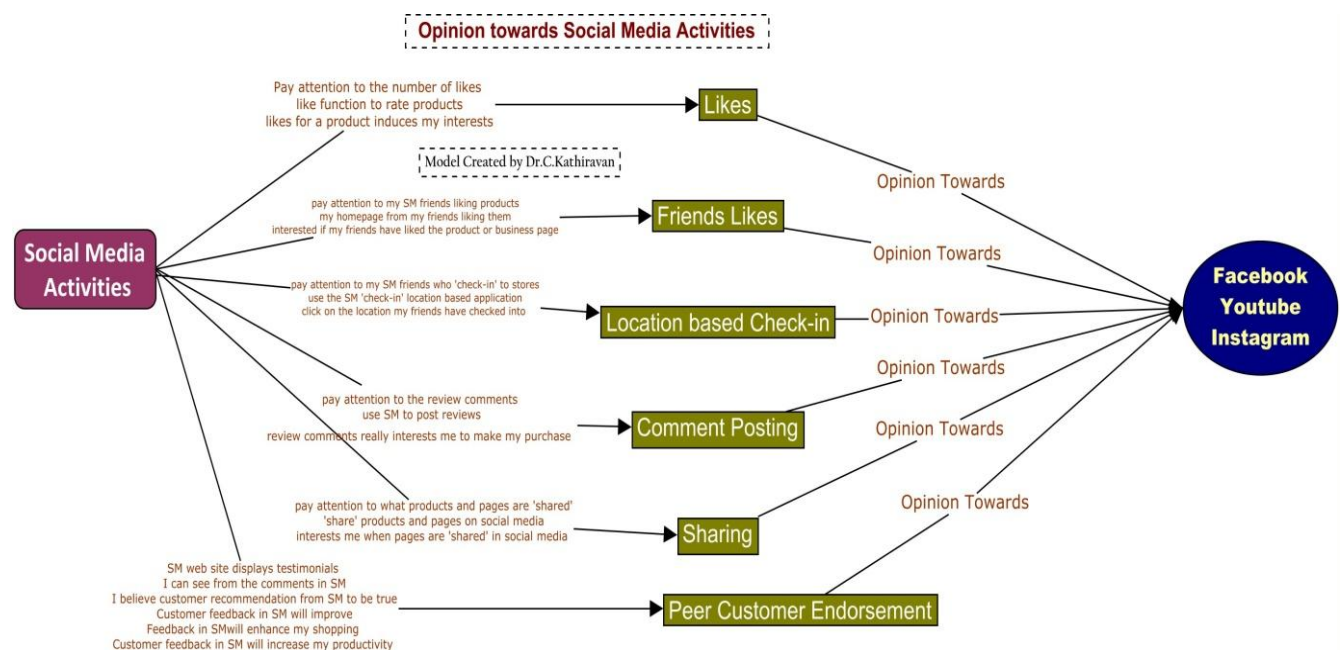 Opinion towards Social Media Activities
Pay attention to the number of likes
like function to rate products
likes for a product induces my interests
Likes
Model Created by Dr.C.Kathiravan
Opinion Towards
pay attention to my SM friends liking products
my homepage from my friends liking them
interested if my friends have liked the product or business page
Friends Likes
Opinion Towards
Social Media
Activities
pay attention to my SM friends who 'check-in' to stores
use the SM 'check-in' location based application
click on the location my friends have checked into
Location based Check-in
Opinion Towards
Facebook
Youtube
Instagram
pay attention to the review comments
use SM to post reviews
review comments really interests me to make my purchase
Comment Posting
Opinion Towards
pay attention to what products and pages are 'shared'
'share' products and pages on social media
interests me when pages are 'shared' in social media
Sharing
Opinion Towards
SM web site displays testimonials
I can see from the comments in SM
I believe customer recommendation from SM to be true
Customer feedback in SM will improve
Feedback in SMwill enhance my shopping
Customer feedback in SM will increase my productivity
Peer Customer Endorsement
Opinion Towards